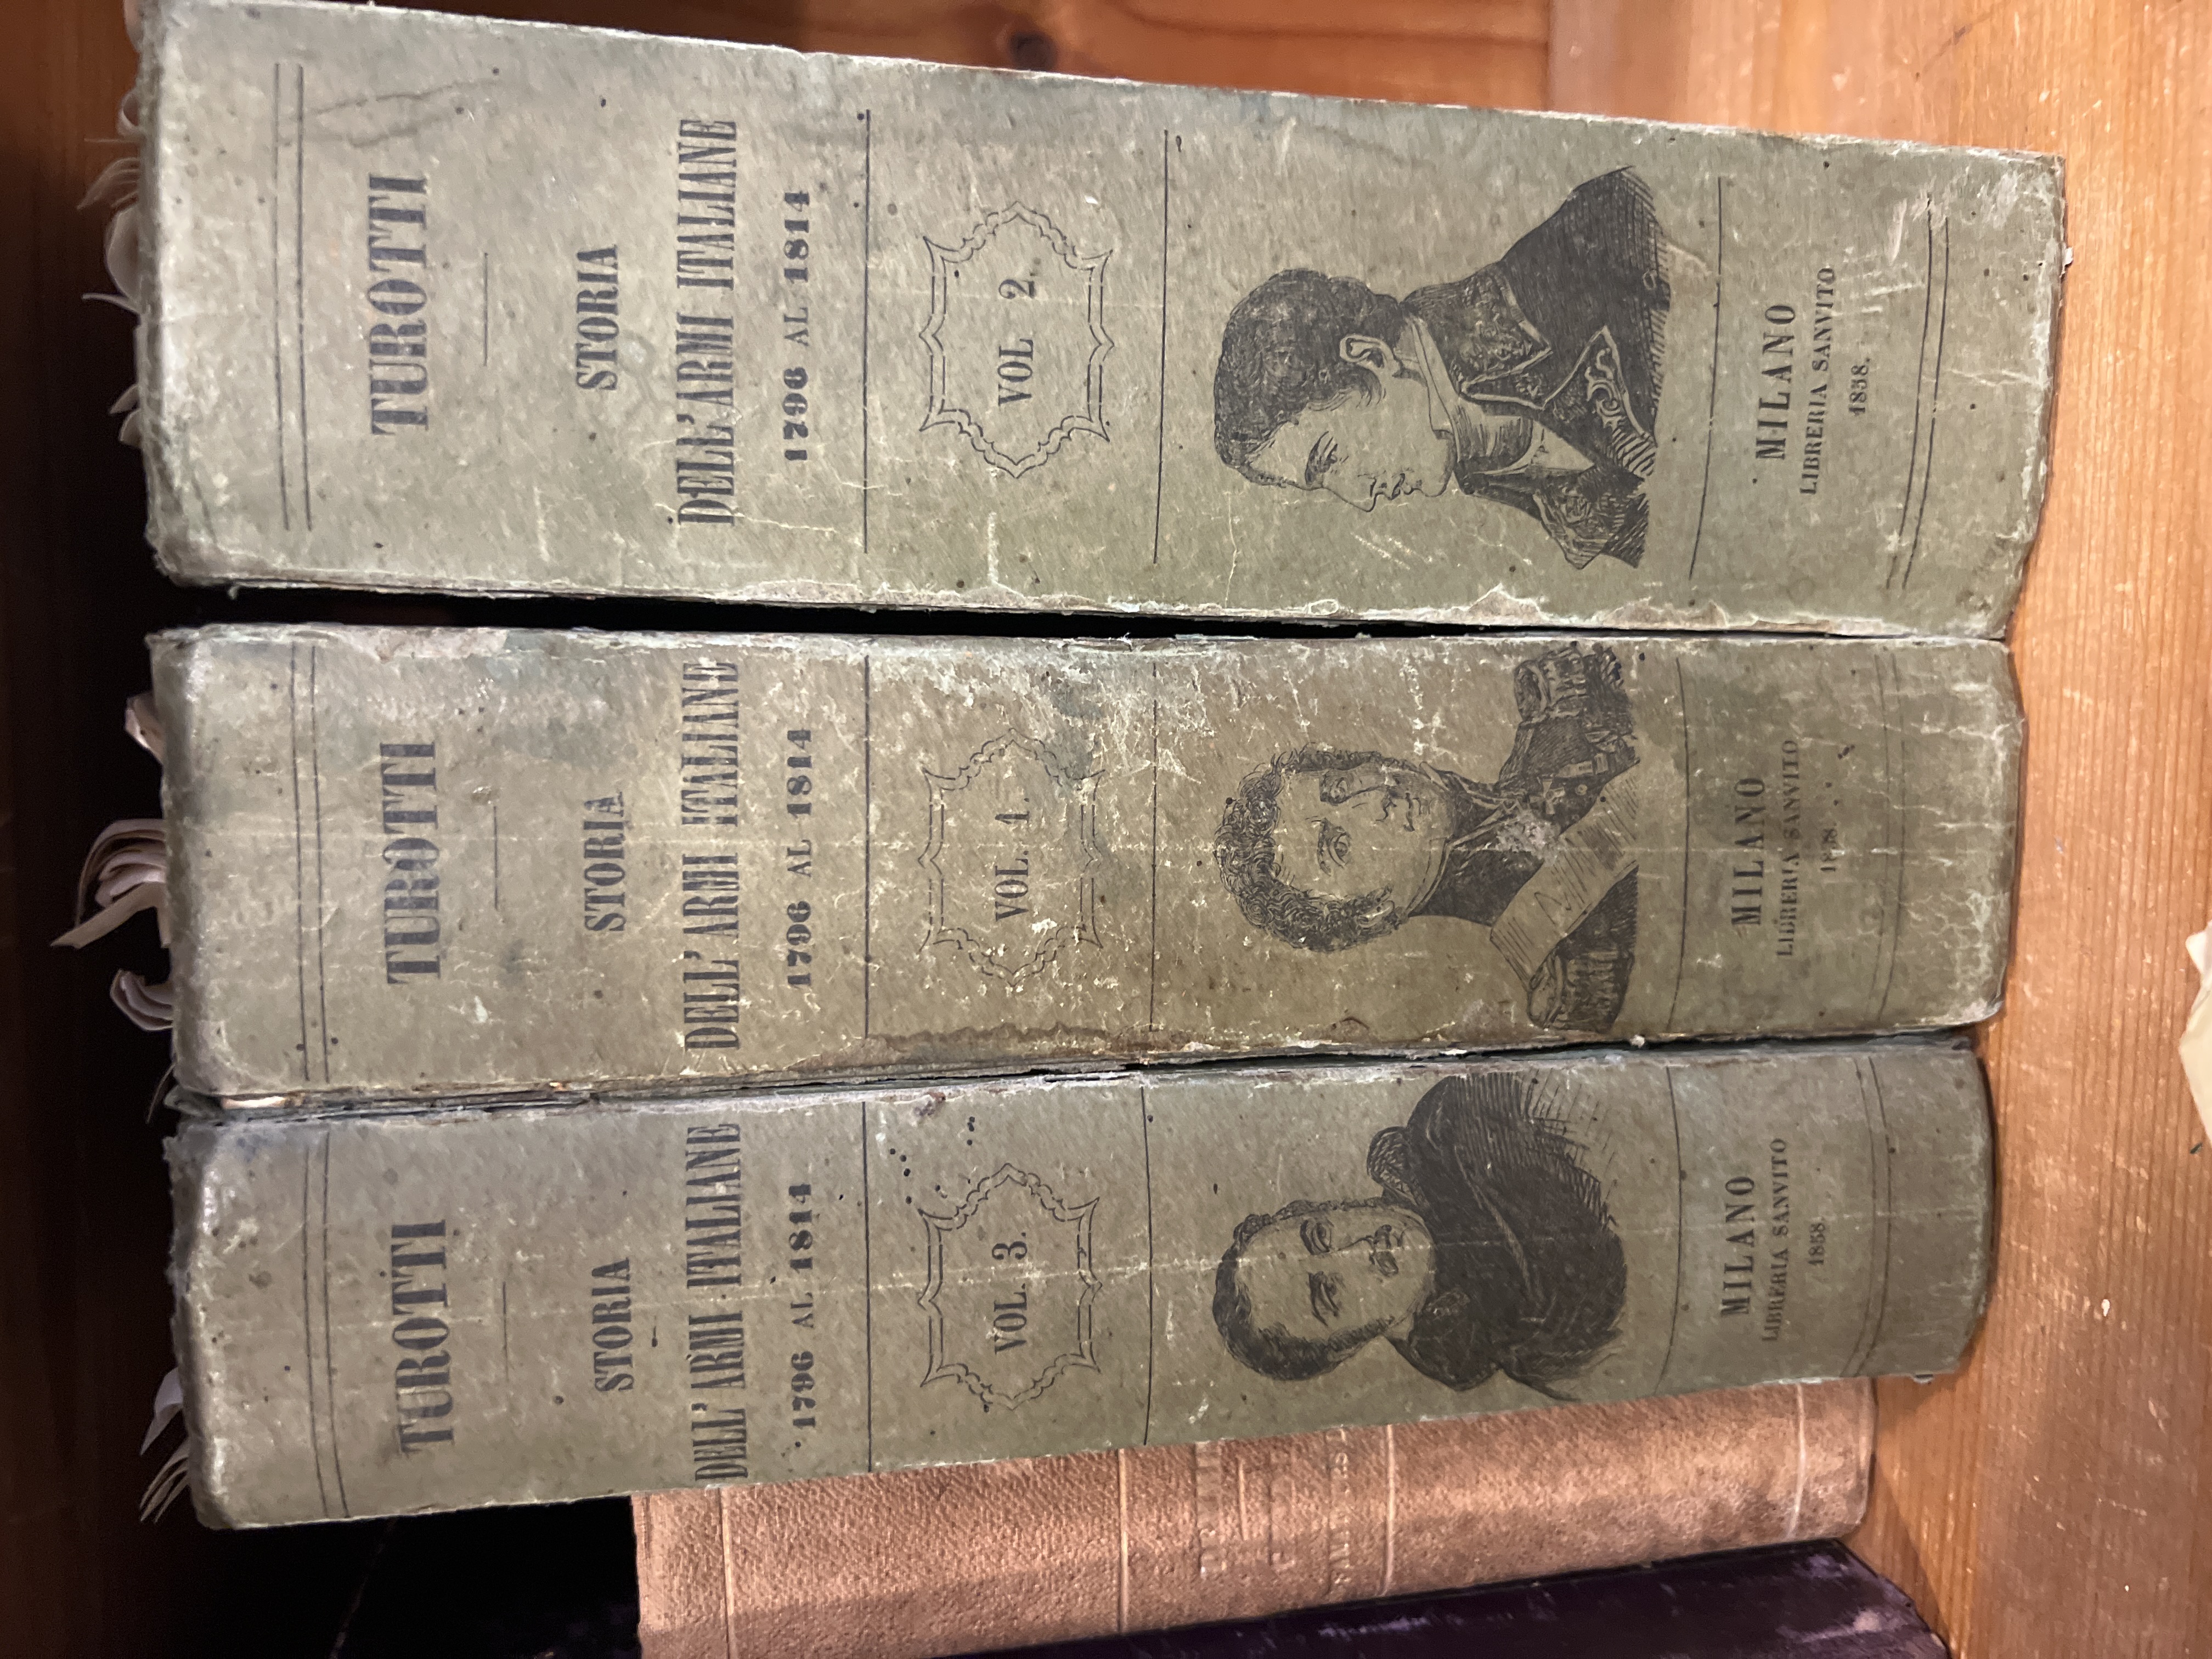 TUROTTI
STORIA
DELL' ARMI ITALIANE
1796 AL 1814
VOL. 3.
MILANO
LIBRERIA SANVITO
1858.
TUROTTI
STORIA
DELL' ARMI ITALIANE
1796 AL 1814
VOL. 1.
MILANO
LIBRERIA SANVITO
TUROTTI
STORIA
DELL'ARMI ITALIANE
1796 AL 1814
VOL 2.
MILANO
LIBRERIA SANVITO
1858.